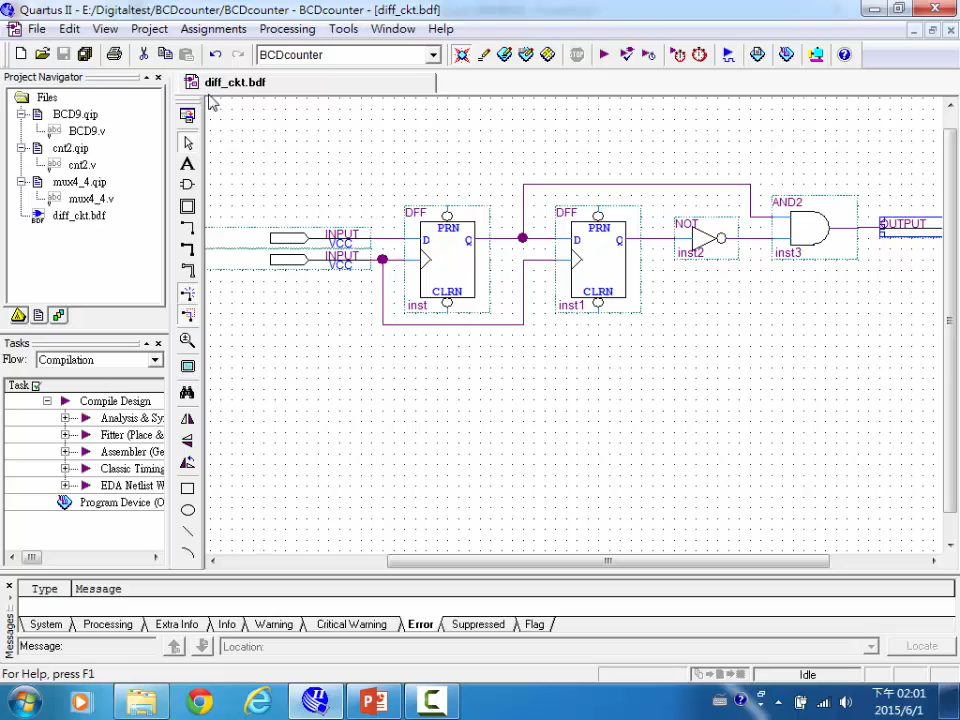 Quartus II - E:/Digitaltest/BCDcounter/BCDcounter - BCDcounter - [diff_ckt.bdf]
File Edit View Project Assignments Processing Tools Window Help
BCDcounter
Project Navigator
diff_ckt.bdf
Files
BCD9.qip
abc BCD9.v
cnt2.qip
abc cnt2.v
mux4_4.qip
abc mux4_4.v
BDF diff_ckt.bdf
DFF
PRN
D Q
CLRN
inst
INPUT
VCC
INPUT
VCC
DFF
PRN
D Q
CLRN
inst1
NOT
inst2
AND2
inst3
OUTPUT
Tasks
Flow: Compilation
Task
Compile Design
Analysis & Sy
Fitter (Place &
Assembler (Ge
Classic Timing
EDA Netlist W
Program Device (O
Type Message
System Processing Extra Info Info Warning Critical Warning Error Suppressed Flag
Messages
Message: Location: Locate
For Help, press F1 Idle
下午 02:01
2015/6/1